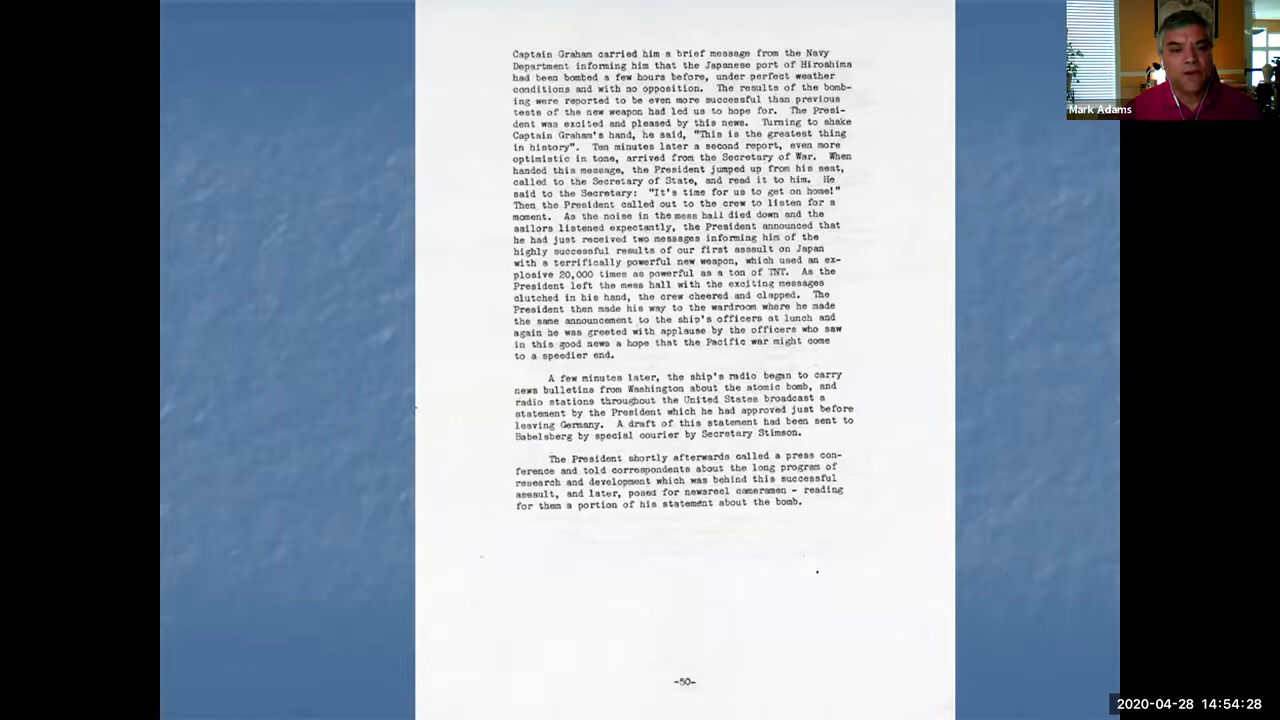 Captain Graham carried him a brief message from the Navy
Department informing him that the Japanese port of Hiroshima
had been bombed a few hours before, under perfect weather
conditions and with no opposition. The results of the bomb-
ing were reported to be even more successful than previous
tests of the new weapon had led us to hope for. The Presi-
dent was excited and pleased by this news. Turning to shake
Captain Graham's hand, he said, "This is the greatest thing
in history". Ten minutes later a second report, even more
optimistic in tone, arrived from the Secretary of War. When
handed this message, the President jumped up from his seat,
called to the Secretary of State, and read it to him. He
said to the Secretary: "It's time for us to get on home!"
Then the President called out to the crew to listen for a
moment. As the noise in the mess hall died down and the
sailors listened expectantly, the President announced that
he had just received two messages informing him of the
highly successful results of our first assault on Japan
with a terrifically powerful new weapon, which used an ex-
plosive 20,000 times as powerful as a ton of TNT. As the
President left the mess hall with the exciting messages
clutched in his hand, the crew cheered and clapped. The
President then made his way to the wardroom where he made
the same announcement to the ship's officers at lunch and
again he was greeted with applause by the officers who saw
in this good news a hope that the Pacific war might come
to a speedier end.
A few minutes later, the ship's radio began to carry
news bulletins from Washington about the atomic bomb, and
radio stations throughout the United States broadcast a
statement by the President which he had approved just before
leaving Germany. A draft of this statement had been sent to
Babelsberg by special courier by Secretary Stimson.
The President shortly afterwards called a press con-
ference and told correspondents about the long program of
research and development which was behind this successful
assault, and later, posed for newsreel cameramen - reading
for them a portion of his statement about the bomb.
-50-
Mark Adams
2020-04-28 14:54:28